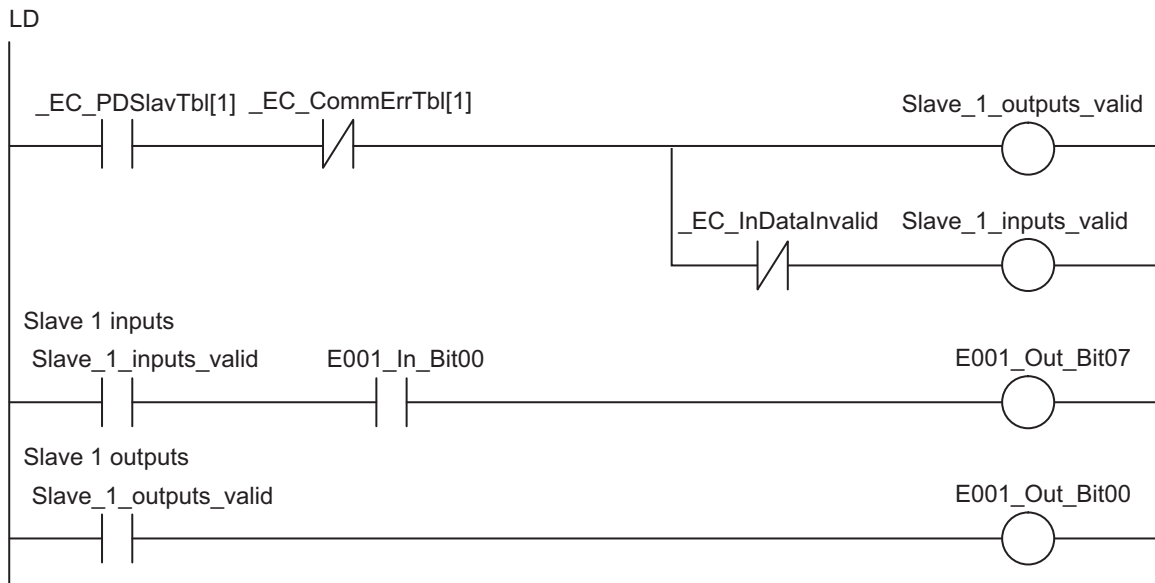 LD
_EC_PDSlavTbl[1] _EC_CommErrTbl[1] Slave_1_outputs_valid
_EC_InDataInvalid Slave_1_inputs_valid
Slave 1 inputs
Slave_1_inputs_valid E001_In_Bit00 E001_Out_Bit07
Slave 1 outputs
Slave_1_outputs_valid E001_Out_Bit00